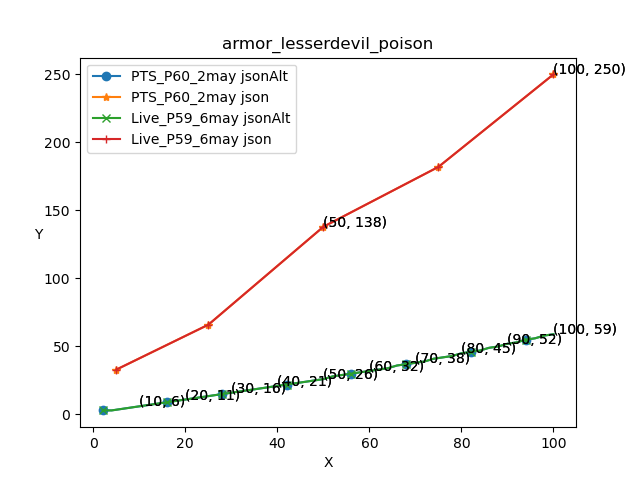 armor_lesserdevil_poison
PTS_P60_2may jsonAlt
PTS_P60_2may json
Live_P59_6may jsonAlt
Live_P59_6may json
(100, 250)
(50, 138)
(100, 59)
(90, 52)
(80, 45)
(70, 38)
(60, 32)
(50, 26)
(40, 21)
(30, 16)
(20, 11)
(10, 6)
250
200
150
100
50
0
Y
0 20 40 60 80 100
X